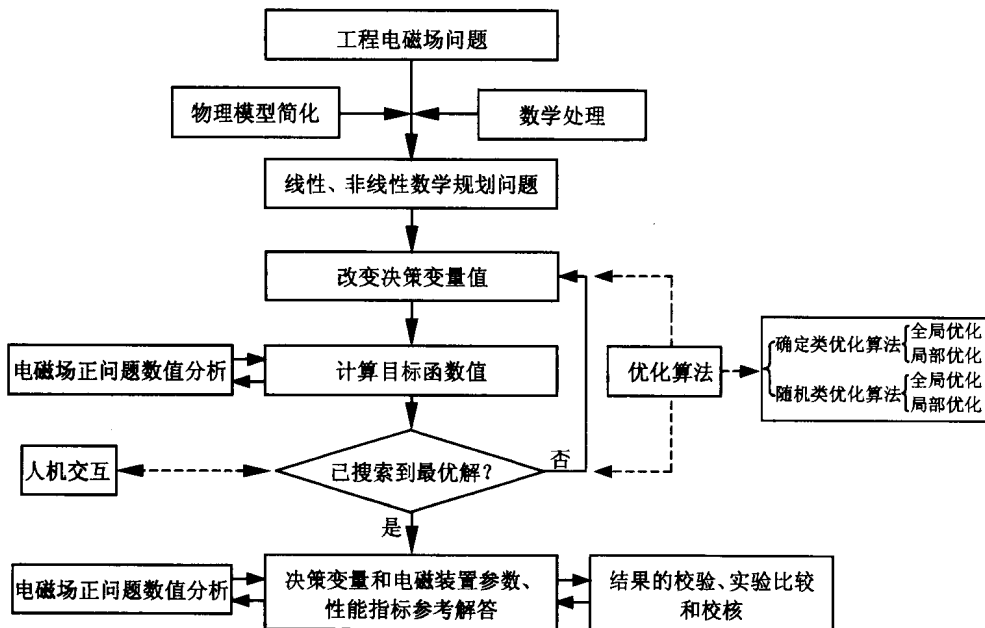 工程电磁场问题
物理模型简化
数学处理
线性、非线性数学规划问题
改变决策变量值
电磁场正问题数值分析
计算目标函数值
优化算法
确定类优化算法
全局优化
局部优化
随机类优化算法
全局优化
局部优化
人机交互
已搜索到最优解?
否
是
电磁场正问题数值分析
决策变量和电磁装置参数、
性能指标参考解答
结果的校验、实验比较
和校核